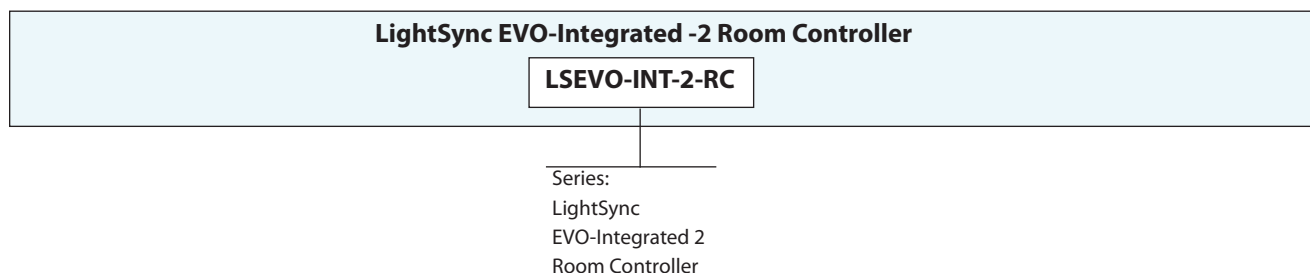 LightSync EVO-Integrated -2 Room Controller
LSEVO-INT-2-RC
Series:
LightSync
EVO-Integrated 2
Room Controller